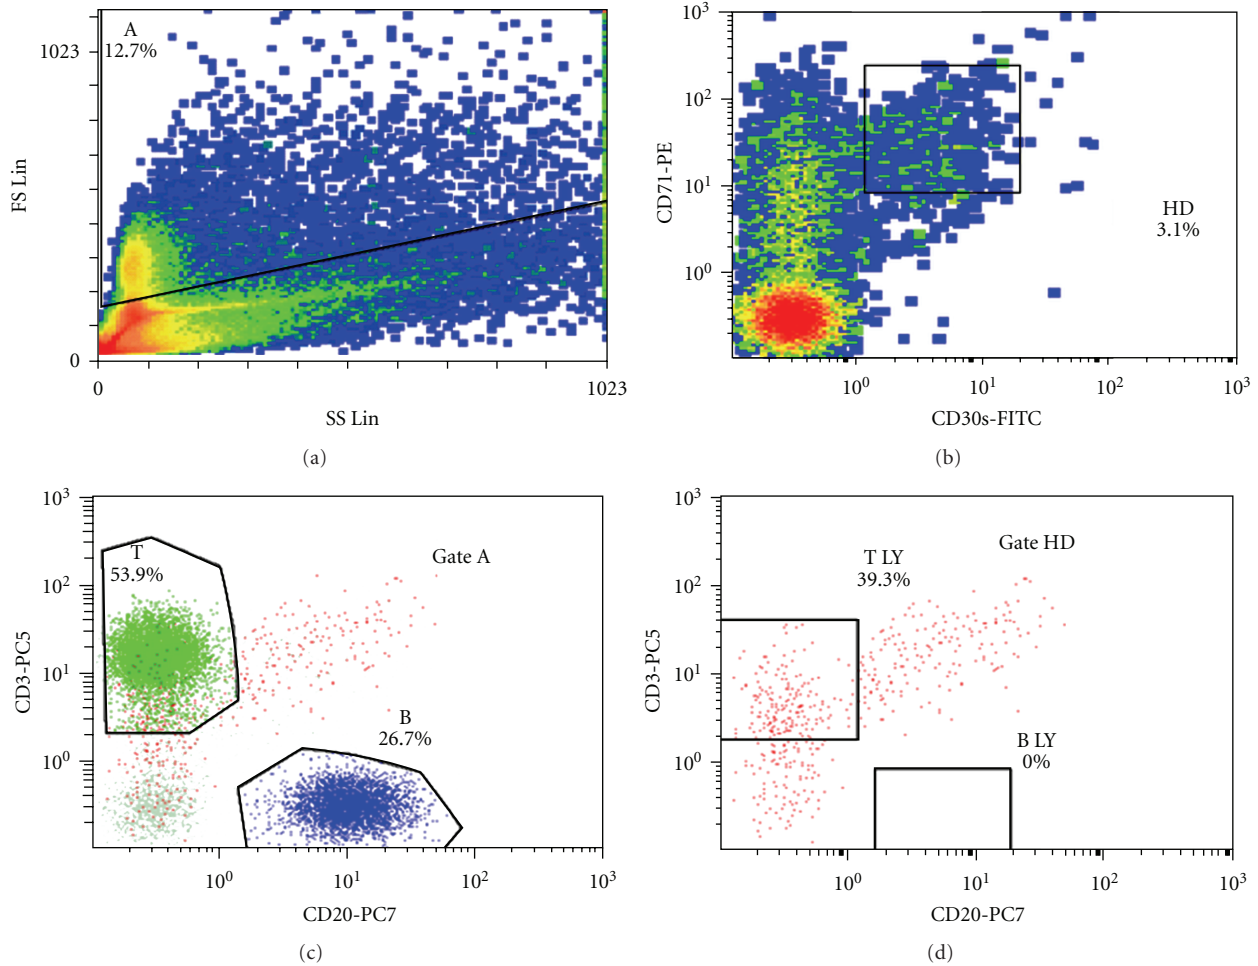 A
12.7%
1023
0
FS Lin
0
1023
SS Lin
(a)
10³
10²
10¹
10⁰
CD71-PE
HD
3.1%
10⁰
10¹
10²
10³
CD30s-FITC
(b)
10³
10²
10¹
10⁰
CD3-PC5
T
53.9%
Gate A
B
26.7%
10⁰
10¹
10²
10³
CD20-PC7
(c)
10³
10²
10¹
10⁰
CD3-PC5
Gate HD
T LY
39.3%
B LY
0%
10⁰
10¹
10²
10³
CD20-PC7
(d)